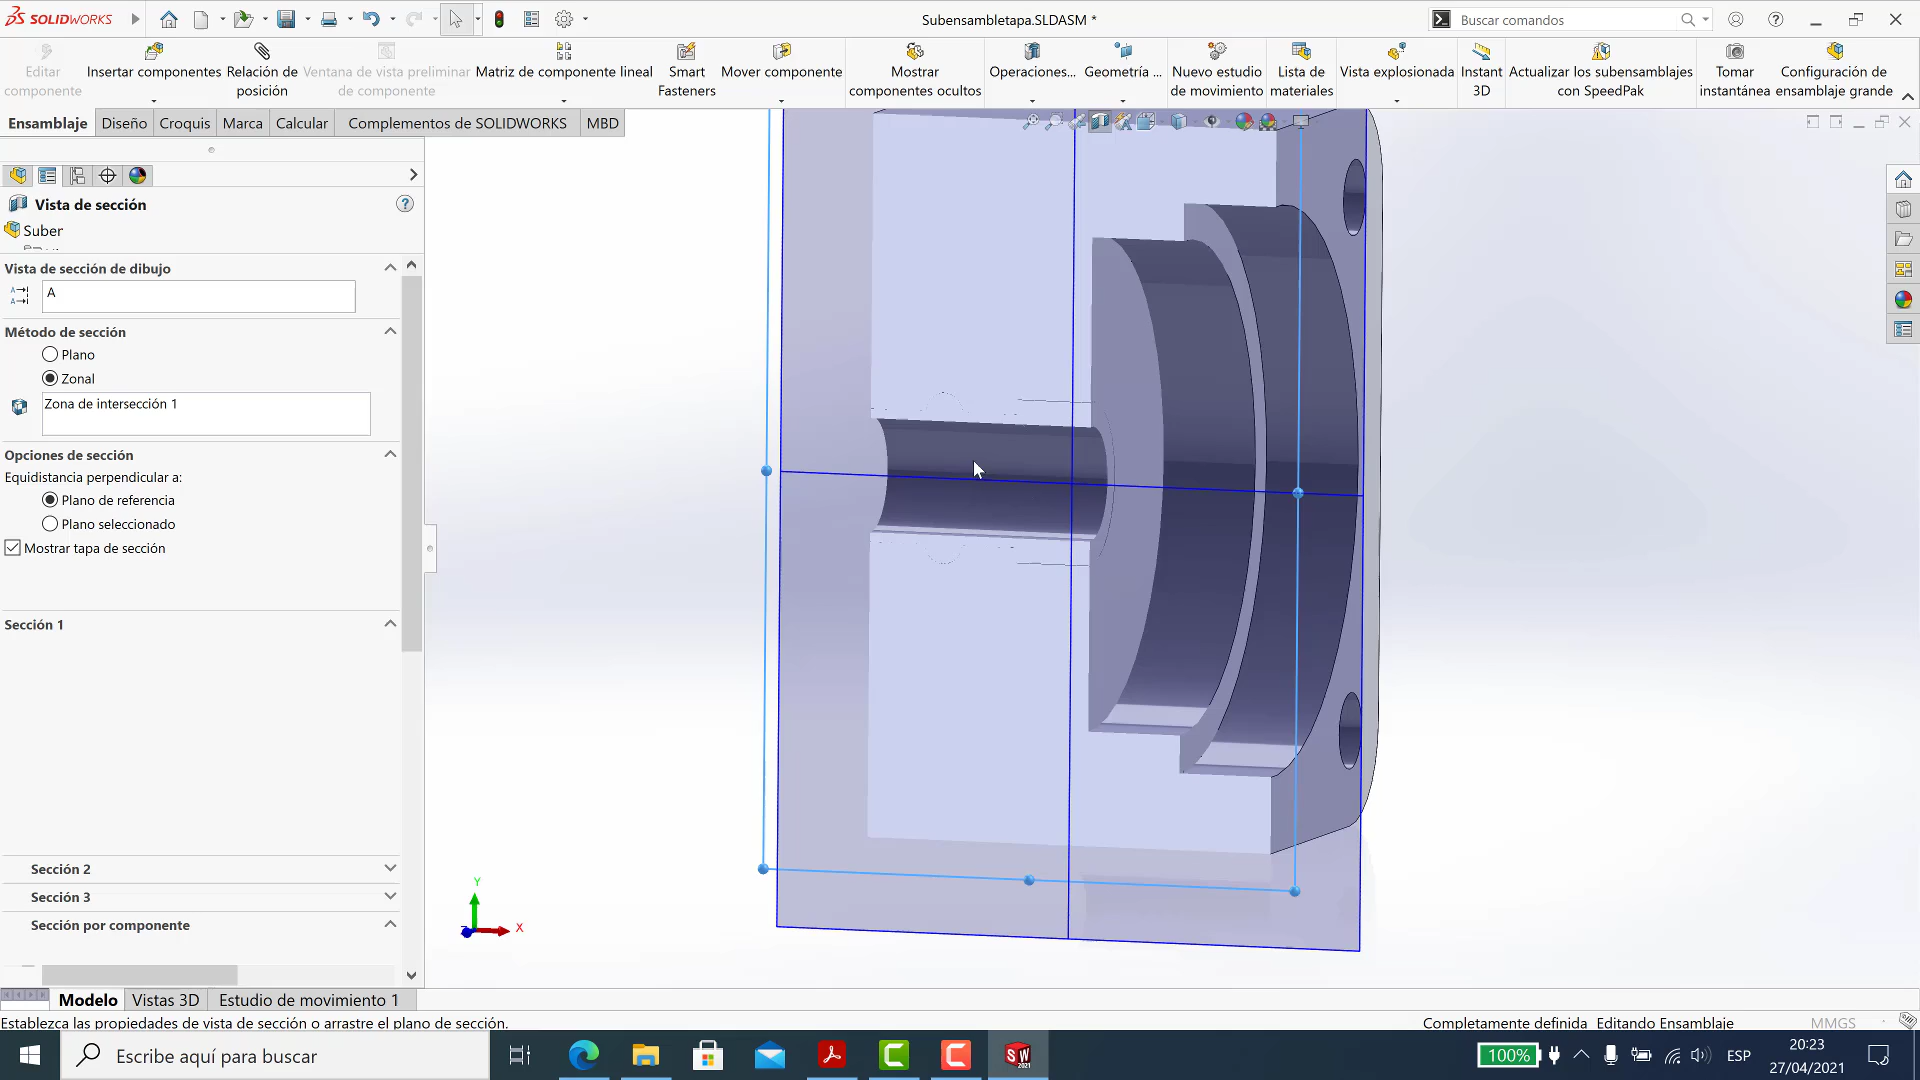 SOLIDWORKS
Subensambletapa.SLDASM *
Buscar comandos
Editar
componente
Insertar componentes
Relación de
posición
Ventana de vista preliminar
de componente
Matriz de componente lineal
Smart
Fasteners
Mover componente
Mostrar
componentes ocultos
Operaciones...
Geometría ...
Nuevo estudio
de movimiento
Lista de
materiales
Vista explosionada
Instant
3D
Actualizar los subensamblajes
con SpeedPak
Tomar
instantánea
Configuración de
ensamblaje grande
Ensamblaje
Diseño
Croquis
Marca
Calcular
Complementos de SOLIDWORKS
MBD
Vista de sección
Suber
Vista de sección de dibujo
A
Método de sección
Plano
Zonal
Zona de intersección 1
Opciones de sección
Equidistancia perpendicular a:
Plano de referencia
Plano seleccionado
Mostrar tapa de sección
Sección 1
Sección 2
Sección 3
Sección por componente
Y
X
Modelo
Vistas 3D
Estudio de movimiento 1
Establezca las propiedades de vista de sección o arrastre el plano de sección.
Completamente definida
Editando Ensamblaje
MMGS
Escribe aquí para buscar
100%
ESP
20:23
27/04/2021